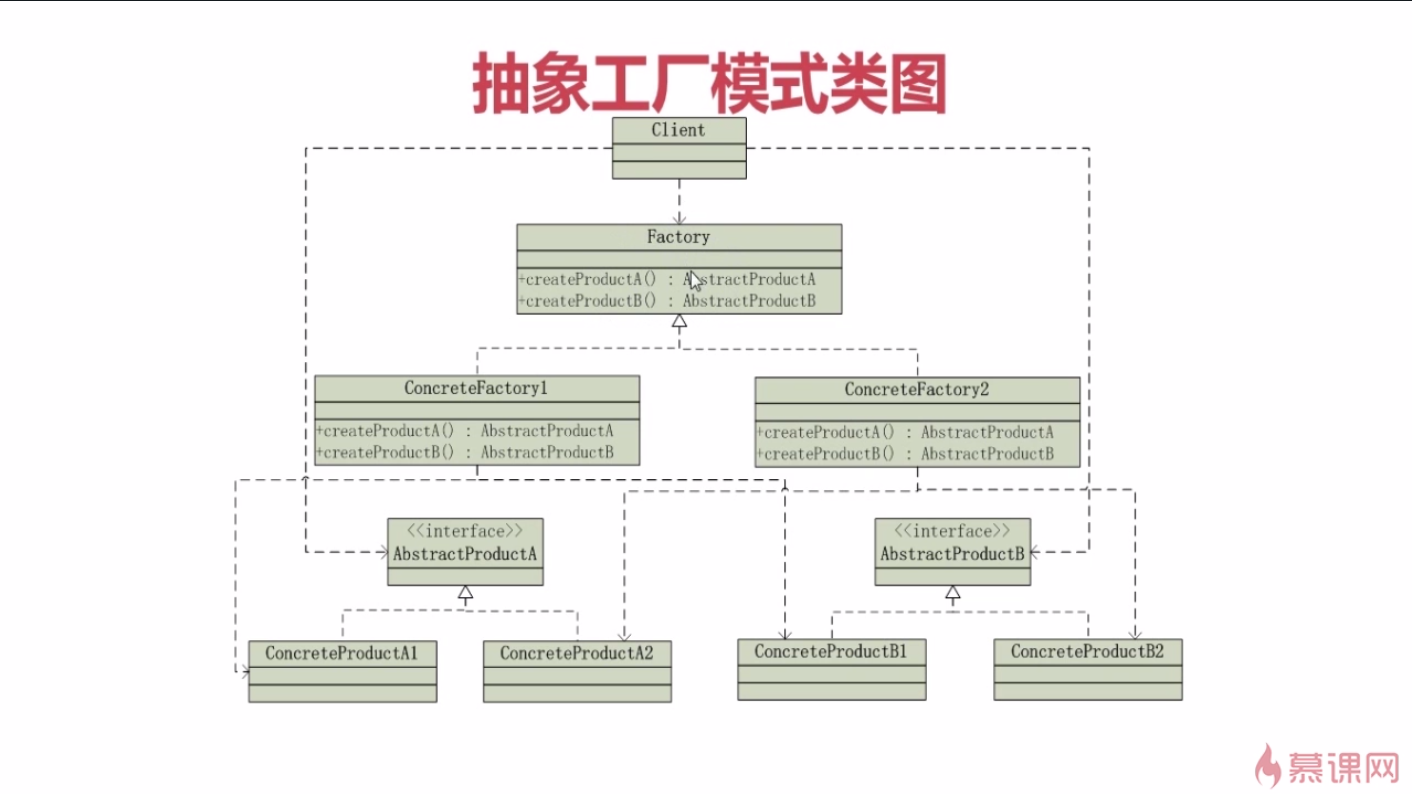 抽象工厂模式类图
Client
Factory
+createProductA() : AbstractProductA
+createProductB() : AbstractProductB
ConcreteFactory1
+createProductA() : AbstractProductA
+createProductB() : AbstractProductB
ConcreteFactory2
+createProductA() : AbstractProductA
+createProductB() : AbstractProductB
<<interface>>
AbstractProductA
<<interface>>
AbstractProductB
ConcreteProductA1
ConcreteProductA2
ConcreteProductB1
ConcreteProductB2
慕课网